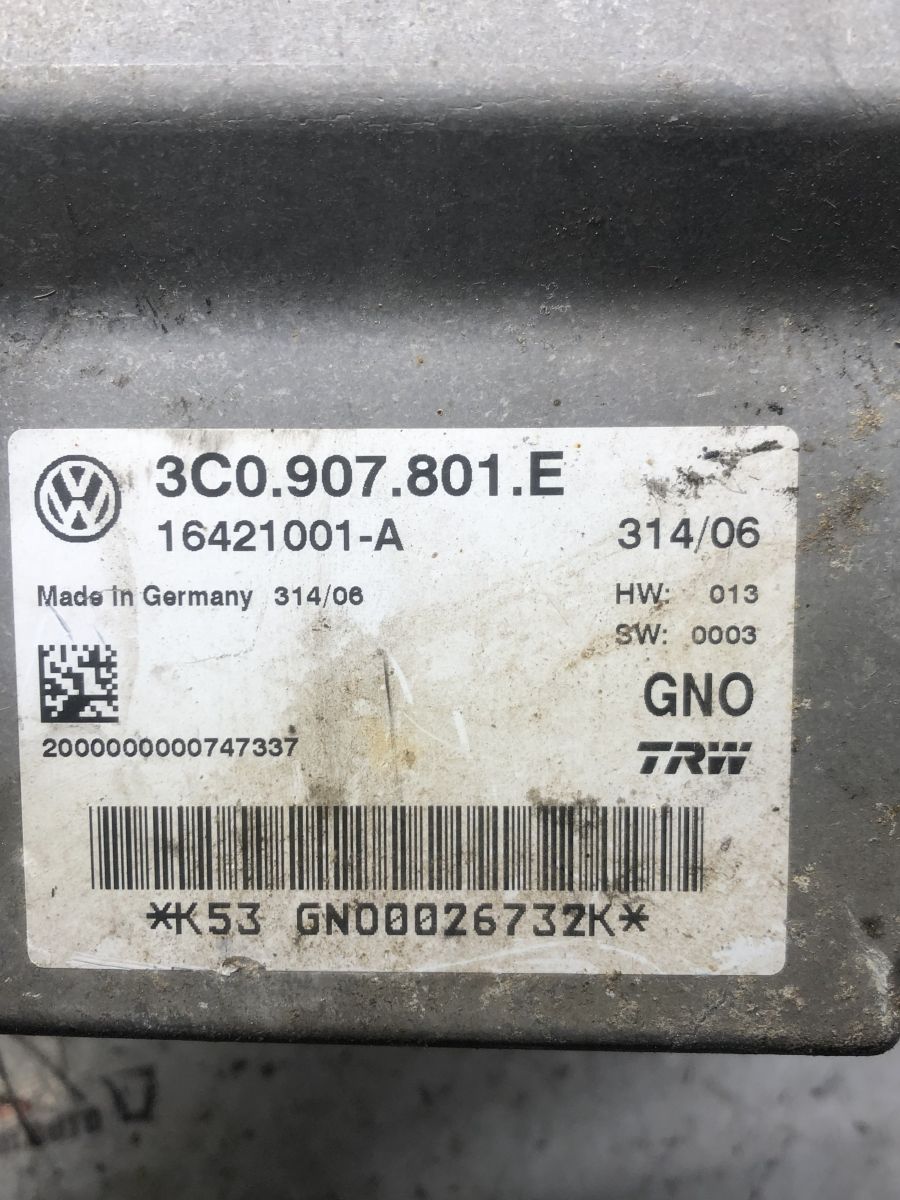 3C0.907.801.E
16421001-A
314/06
Made in Germany 314/06
HW: 013
SW: 0003
GNO
TRW
2000000000747337
*K53 GNO0026732K*